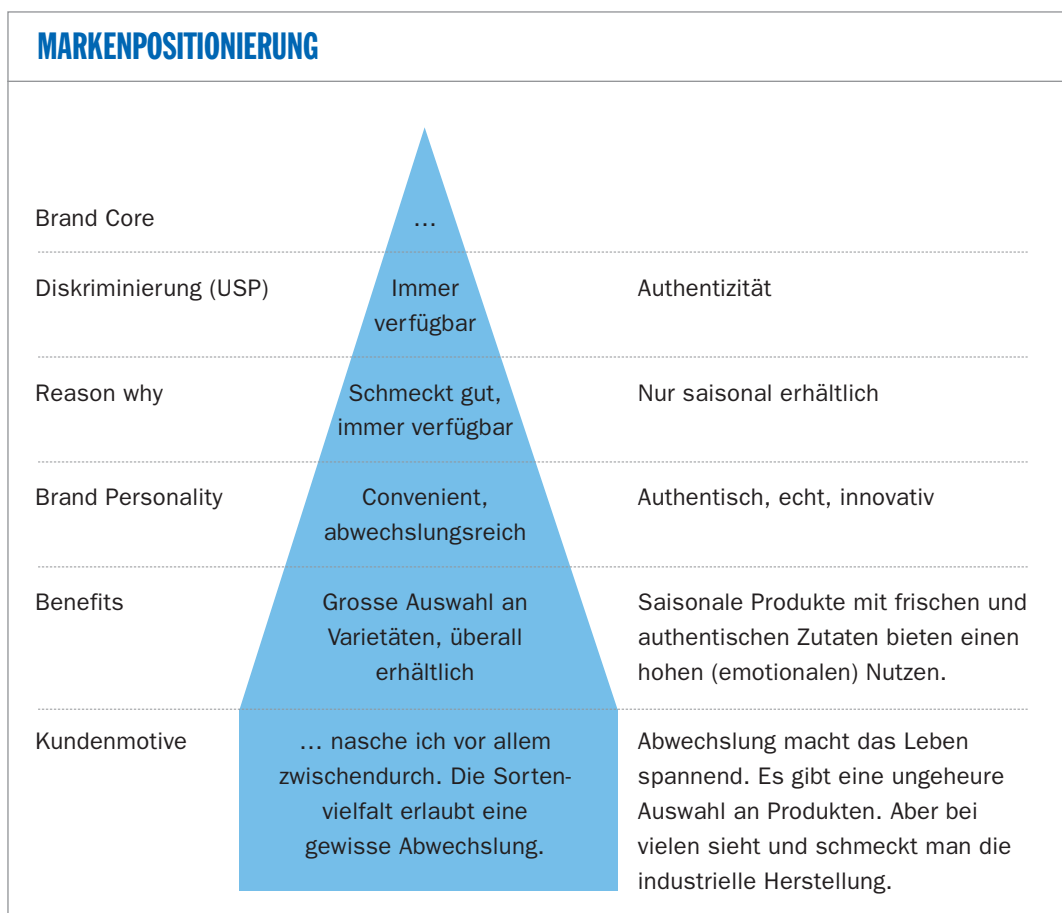 MARKENPOSITIONIERUNG
Brand Core
…
Diskriminierung (USP)
Immer
verfügbar
Authentizität
Reason why
Schmeckt gut,
immer verfügbar
Nur saisonal erhältlich
Brand Personality
Convenient,
abwechslungsreich
Authentisch, echt, innovativ
Benefits
Grosse Auswahl an
Varietäten, überall
erhältlich
Saisonale Produkte mit frischen und
authentischen Zutaten bieten einen
hohen (emotionalen) Nutzen.
Kundenmotive
… nasche ich vor allem
zwischendurch. Die Sorten-
vielfalt erlaubt eine
gewisse Abwechslung.
Abwechslung macht das Leben
spannend. Es gibt eine ungeheure
Auswahl an Produkten. Aber bei
vielen sieht und schmeckt man die
industrielle Herstellung.